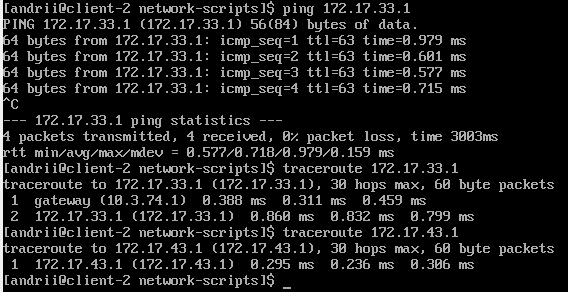 [andrii@client-2 network-scripts]$ ping 172.17.33.1
PING 172.17.33.1 (172.17.33.1) 56(84) bytes of data.
64 bytes from 172.17.33.1: icmp_seq=1 ttl=63 time=0.979 ms
64 bytes from 172.17.33.1: icmp_seq=2 ttl=63 time=0.601 ms
64 bytes from 172.17.33.1: icmp_seq=3 ttl=63 time=0.577 ms
64 bytes from 172.17.33.1: icmp_seq=4 ttl=63 time=0.715 ms
^C
--- 172.17.33.1 ping statistics ---
4 packets transmitted, 4 received, 0% packet loss, time 3003ms
rtt min/avg/max/mdev = 0.577/0.718/0.979/0.159 ms
[andrii@client-2 network-scripts]$ traceroute 172.17.33.1
traceroute to 172.17.33.1 (172.17.33.1), 30 hops max, 60 byte packets
 1  gateway (10.3.74.1)  0.388 ms  0.311 ms  0.459 ms
 2  172.17.33.1 (172.17.33.1)  0.860 ms  0.832 ms  0.799 ms
[andrii@client-2 network-scripts]$ traceroute 172.17.43.1
traceroute to 172.17.43.1 (172.17.43.1), 30 hops max, 60 byte packets
 1  172.17.43.1 (172.17.43.1)  0.295 ms  0.236 ms  0.306 ms
[andrii@client-2 network-scripts]$ _